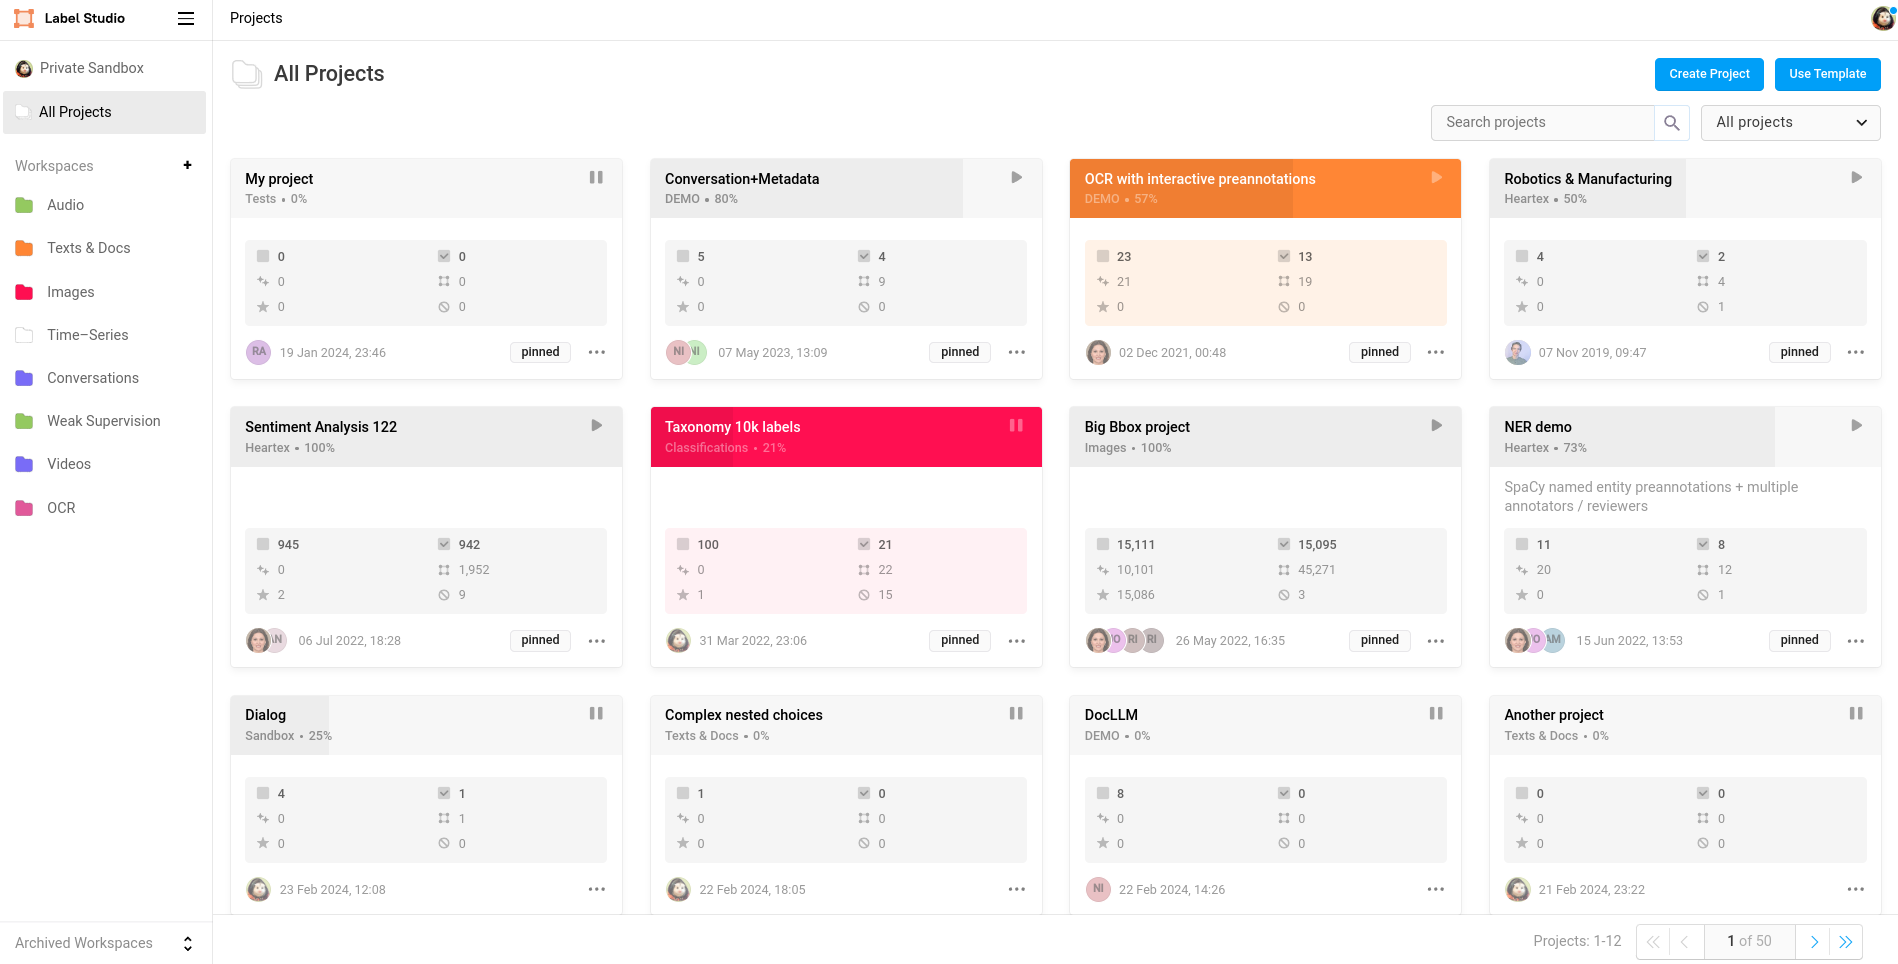 Label Studio
Projects
Private Sandbox
All Projects
Workspaces
+
Audio
Texts & Docs
Images
Time–Series
Conversations
Weak Supervision
Videos
OCR
Archived Workspaces
All Projects
Create Project
Use Template
Search projects
All projects
My project
Tests • 0%
0 0
0 0
0 0
RA 19 Jan 2024, 23:46 pinned
Conversation+Metadata
DEMO • 80%
5 4
0 9
0 0
NI NI 07 May 2023, 13:09 pinned
OCR with interactive preannotations
DEMO • 57%
23 13
21 19
0 0
02 Dec 2021, 00:48 pinned
Robotics & Manufacturing
Heartex • 50%
4 2
0 4
0 1
07 Nov 2019, 09:47 pinned
Sentiment Analysis 122
Heartex • 100%
945 942
0 1,952
2 9
06 Jul 2022, 18:28 pinned
Taxonomy 10k labels
Classifications • 21%
100 21
0 22
1 15
31 Mar 2022, 23:06 pinned
Big Bbox project
Images • 100%
15,111 15,095
10,101 45,271
15,086 3
RI RI 26 May 2022, 16:35 pinned
NER demo
Heartex • 73%
SpaCy named entity preannotations + multiple
annotators / reviewers
11 8
20 12
0 1
AM 15 Jun 2022, 13:53 pinned
Dialog
Sandbox • 25%
4 1
0 1
0 0
23 Feb 2024, 12:08
Complex nested choices
Texts & Docs • 0%
1 0
0 0
0 0
22 Feb 2024, 18:05
DocLLM
DEMO • 0%
8 0
0 0
0 0
NI 22 Feb 2024, 14:26
Another project
Texts & Docs • 0%
0 0
0 0
0 0
21 Feb 2024, 23:22
Projects: 1-12
1 of 50